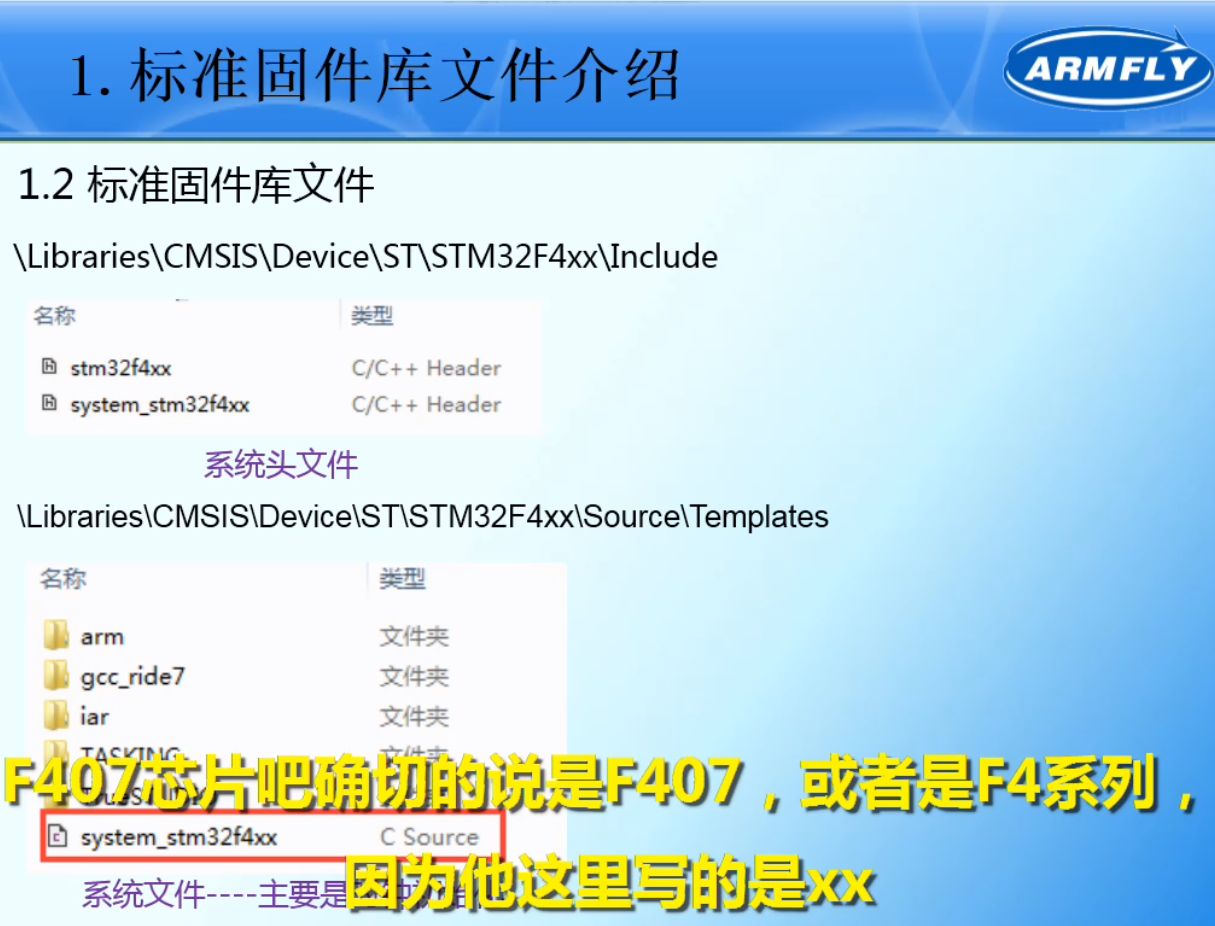 1. 标准固件库文件介绍
ARMFLY
1.2 标准固件库文件
\Libraries\CMSIS\Device\ST\STM32F4xx\Include
名称 类型
stm32f4xx C/C++ Header
system_stm32f4xx C/C++ Header
系统头文件
\Libraries\CMSIS\Device\ST\STM32F4xx\Source\Templates
名称 类型
arm 文件夹
gcc_ride7 文件夹
iar 文件夹
TASKING 文件夹
F407芯片吧确切的说是F407，或者是F4系列，
system_stm32f4xx C Source
因为他这里写的是xx
系统文件----主要是